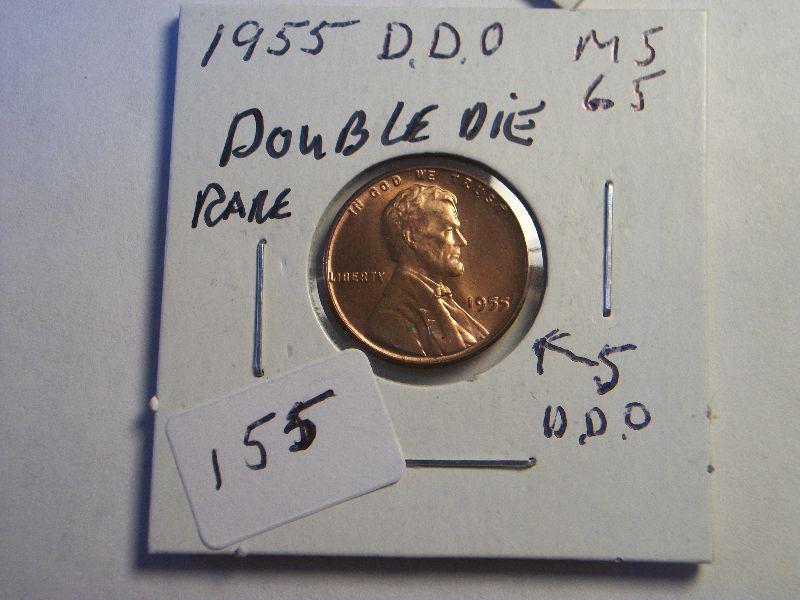 1955 D.D.O MS
65
DOUBLE DIE
RARE
IN GOD WE TRUST
LIBERTY
1955
5
D.D.O
155